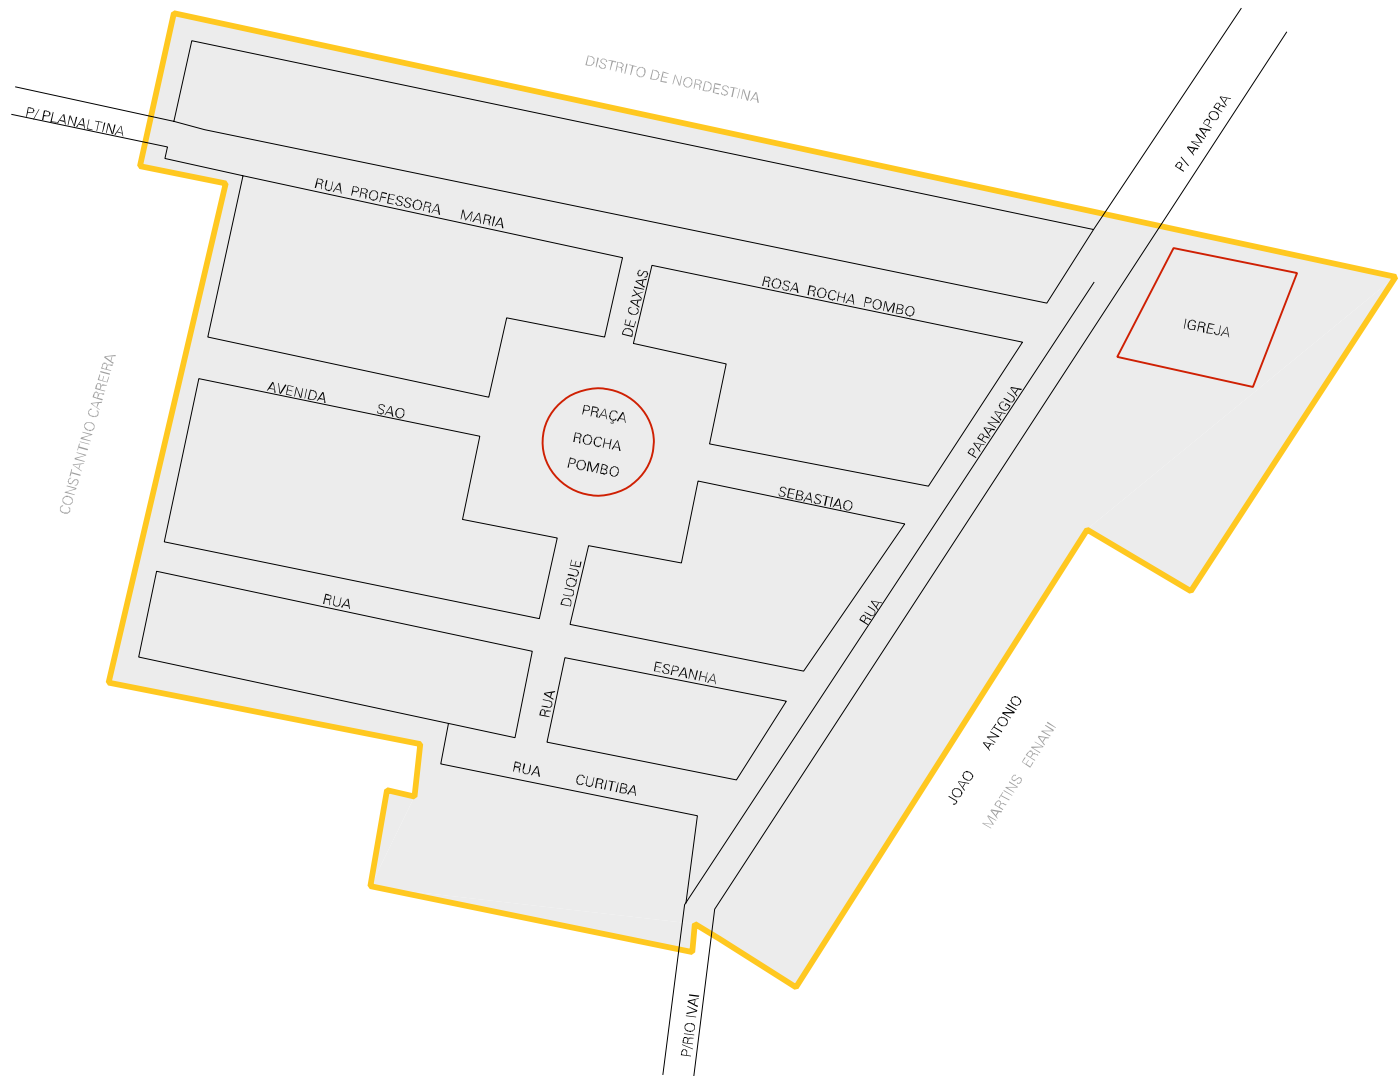 DISTRITO DE NORDESTINA
P/ PLANALTINA
P/ AMAPORA
RUA PROFESSORA MARIA
ROSA ROCHA POMBO
DE CAXIAS
IGREJA
CONSTANTINO CARREIRA
AVENIDA SAO
SEBASTIAO
PRAÇA
ROCHA
POMBO
PARANAGUA
RUA
DUQUE
RUA
RUA
ESPANHA
RUA CURITIBA
JOAO ANTONIO
MARTINS ERNANI
P/RIO IVAI